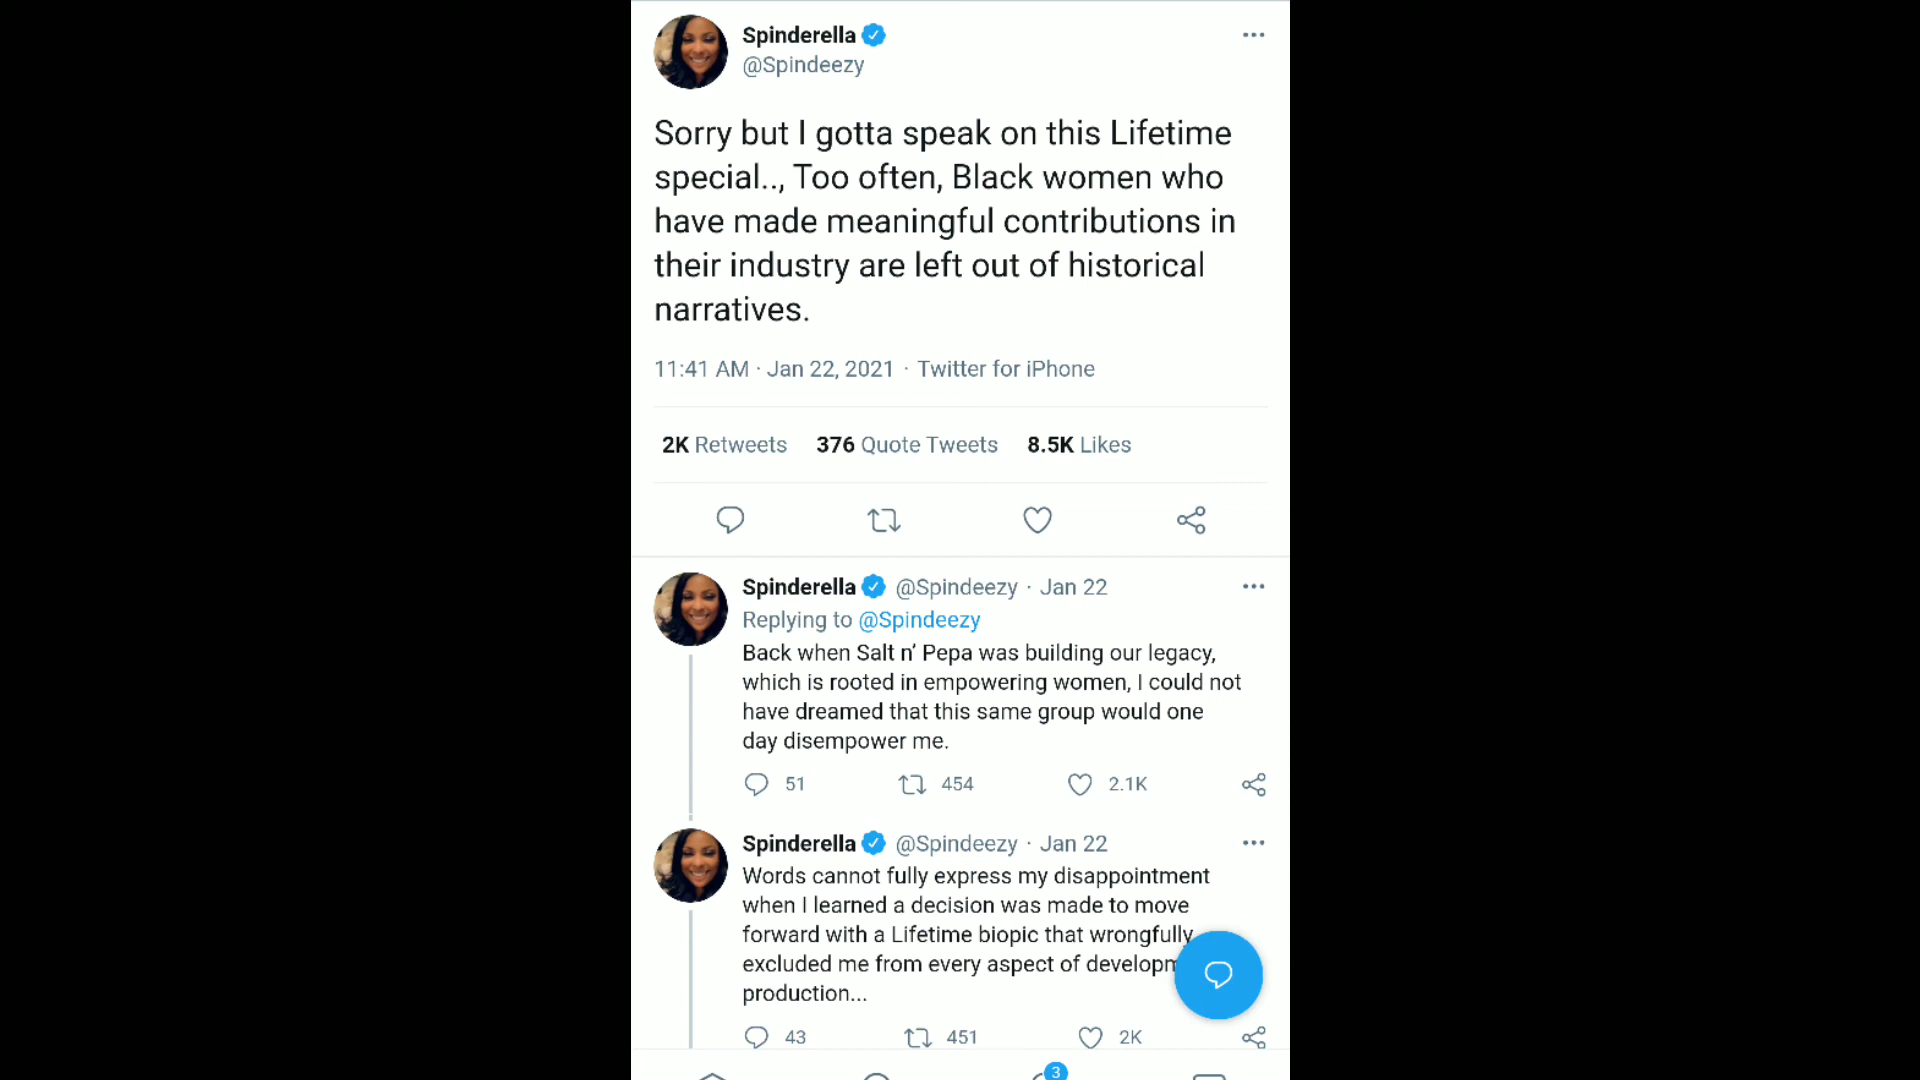 Spinderella
@Spindeezy
Sorry but I gotta speak on this Lifetime
special.., Too often, Black women who
have made meaningful contributions in
their industry are left out of historical
narratives.
11:41 AM · Jan 22, 2021 · Twitter for iPhone
2K Retweets 376 Quote Tweets 8.5K Likes
Spinderella @Spindeezy · Jan 22
Replying to @Spindeezy
Back when Salt n' Pepa was building our legacy,
which is rooted in empowering women, I could not
have dreamed that this same group would one
day disempower me.
51 454 2.1K
Spinderella @Spindeezy · Jan 22
Words cannot fully express my disappointment
when I learned a decision was made to move
forward with a Lifetime biopic that wrongfully
excluded me from every aspect of
production...
43 451 2K
3